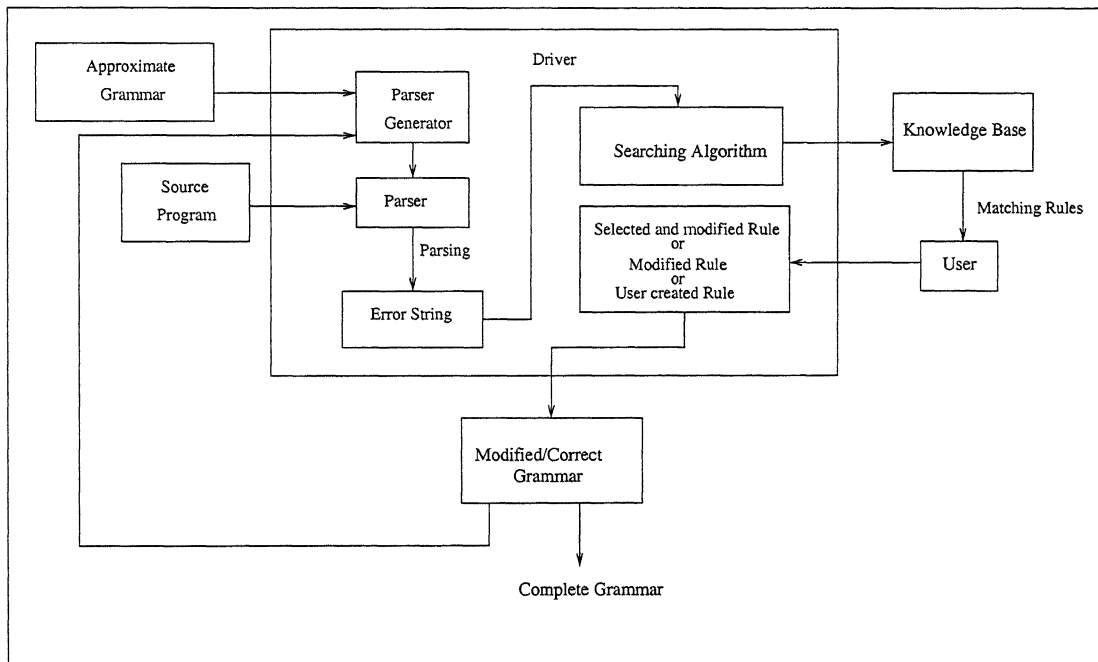 Approximate
Grammar
Driver
Parser
Generator
Searching Algorithm
Knowledge Base
Source
Program
Parser
Matching Rules
Parsing
Selected and modified Rule
or
Modified Rule
or
User created Rule
User
Error String
Modified/Correct
Grammar
Complete Grammar